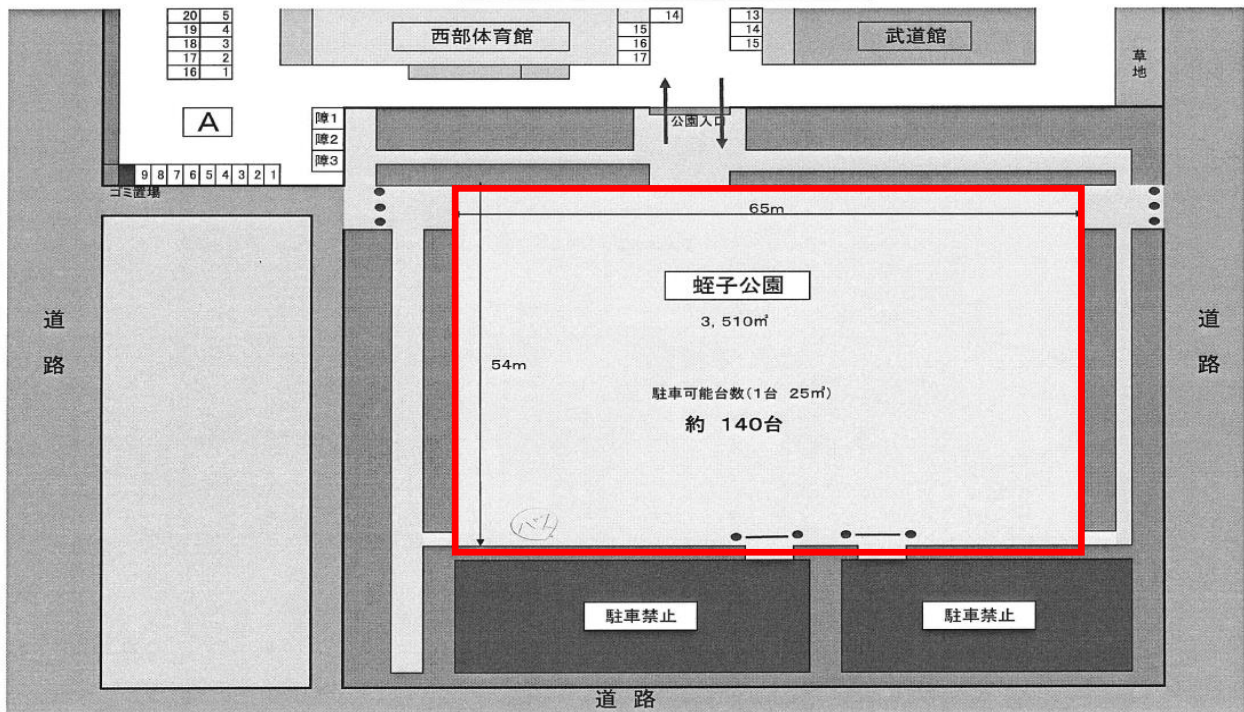 20 5
19 4
18 3
17 2
16 1
西部体育館
14
15
16
17
13
14
15
武道館
草地
A
障1
障2
障3
公園入口
9 8 7 6 5 4 3 2 1
ゴミ置場
65m
蛭子公園
3, 510㎡
54m
駐車可能台数(1台 25㎡)
約 140台
バス
道路
道路
駐車禁止
駐車禁止
道 路